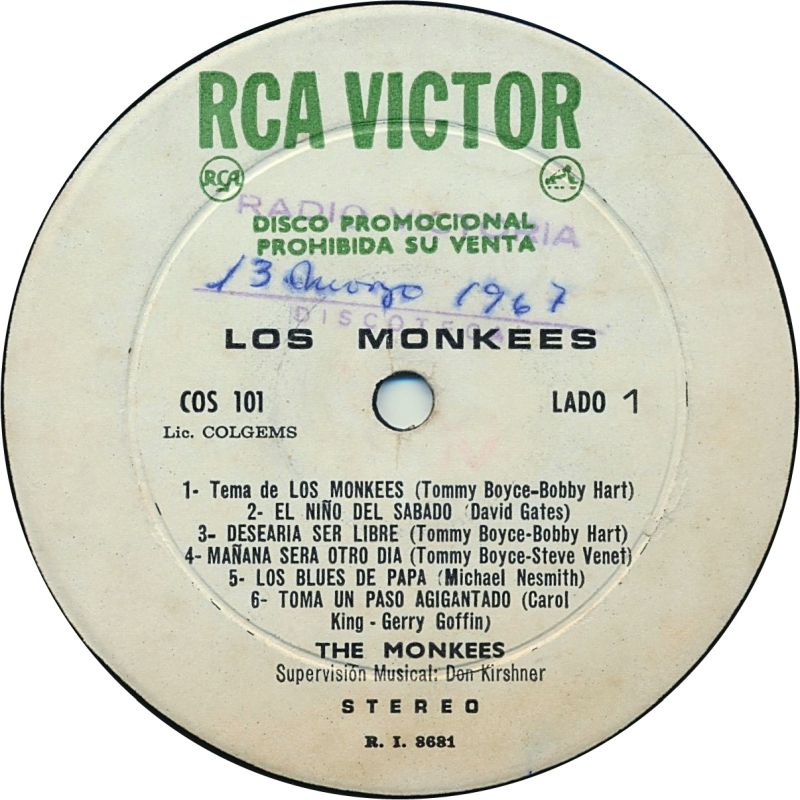 RCA VICTOR
RCA
RADIO VICTORIA
DISCO PROMOCIONAL
PROHIBIDA SU VENTA
13 Marzo 1967
DISCOTECA
LOS MONKEES
COS 101 LADO 1
Lic. COLGEMS
1- Tema de LOS MONKEES (Tommy Boyce-Bobby Hart)
2- EL NIÑO DEL SABADO (David Gates)
3- DESEARIA SER LIBRE (Tommy Boyce-Bobby Hart)
4- MAÑANA SERA OTRO DIA (Tommy Boyce-Steve Venet)
5- LOS BLUES DE PAPA (Michael Nesmith)
6- TOMA UN PASO AGIGANTADO (Carol
King - Gerry Goffin)
THE MONKEES
Supervisión Musical: Don Kirshner
STEREO
R. I. 8681